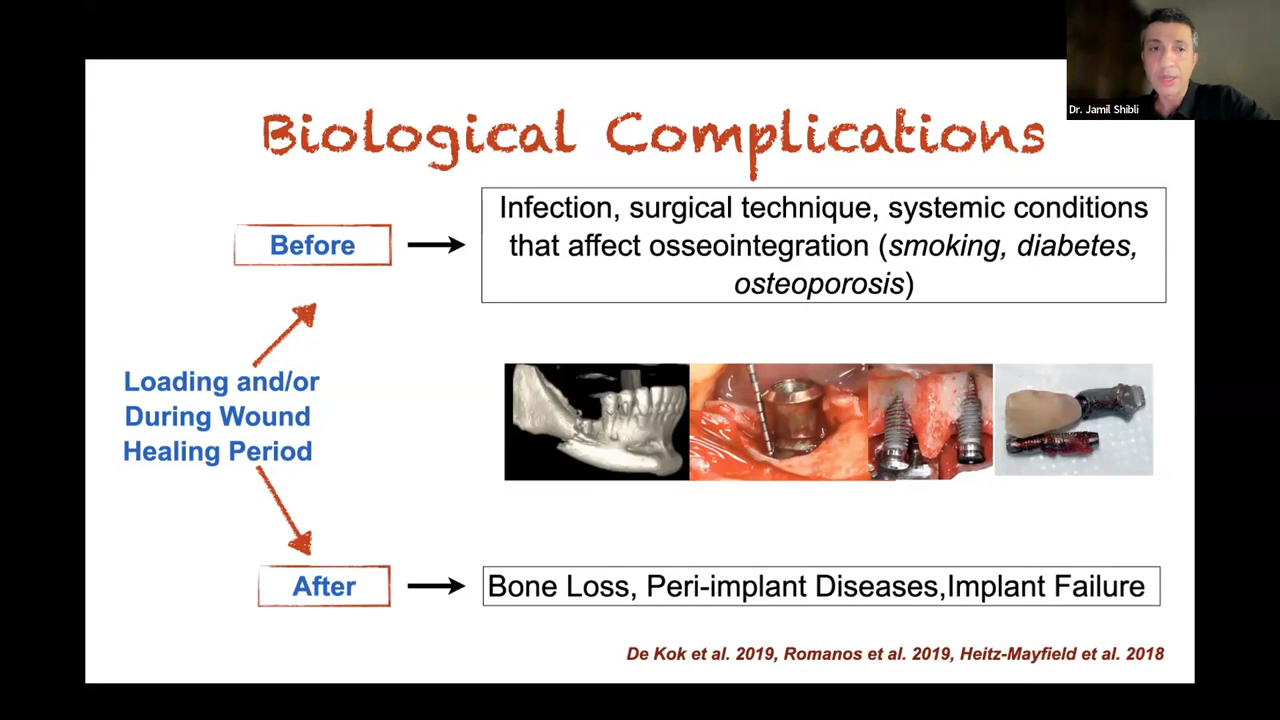 Dr. Jamil Shibli
Biological Complications
Before
Infection, surgical technique, systemic conditions
that affect osseointegration (smoking, diabetes,
osteoporosis)
Loading and/or
During Wound
Healing Period
After
Bone Loss, Peri-implant Diseases,Implant Failure
De Kok et al. 2019, Romanos et al. 2019, Heitz-Mayfield et al. 2018